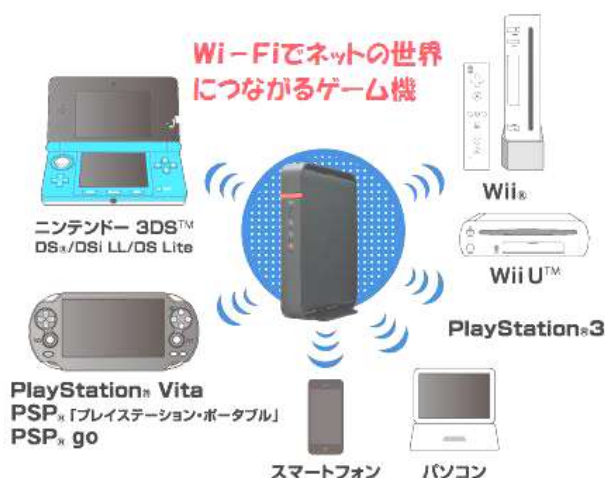 Wi-Fiでネットの世界
につながるゲーム機
ニンテンドー 3DS™
DS®/DSi LL/DS Lite
Wii®
Wii U™
PlayStation®3
PlayStation® Vita
PSP®「プレイステーション・ポータブル」
PSP® go
スマートフォン
パソコン